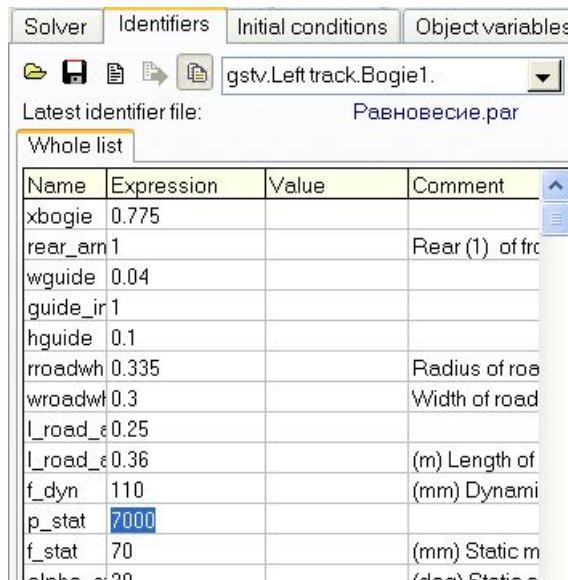 Solver Identifiers Initial conditions Object variables
gstv.Left track.Bogie1.
Latest identifier file: Равновесие.par
Whole list
Name Expression Value Comment
xbogie 0.775
rear_arm 1 Rear (1) of fro
wguide 0.04
guide_in 1
hguide 0.1
rroadwh 0.335 Radius of roa
wroadwh 0.3 Width of road
l_road_a 0.25
l_road_a 0.36 (m) Length of
f_dyn 110 (mm) Dynami
p_stat 7000
f_stat 70 (mm) Static m
20